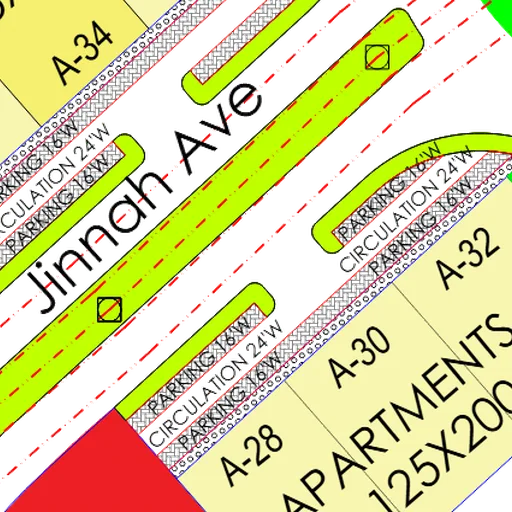 A-34
PARKING 16'W
CIRCULATION 24'W
PARKING 16'W
Jinnah Ave
PARKING 16'W
CIRCULATION 24'W
PARKING 16'W
PARKING 16'W
CIRCULATION 24'W
PARKING 16'W
A-32
A-30
A-28
APARTMENTS
125X200